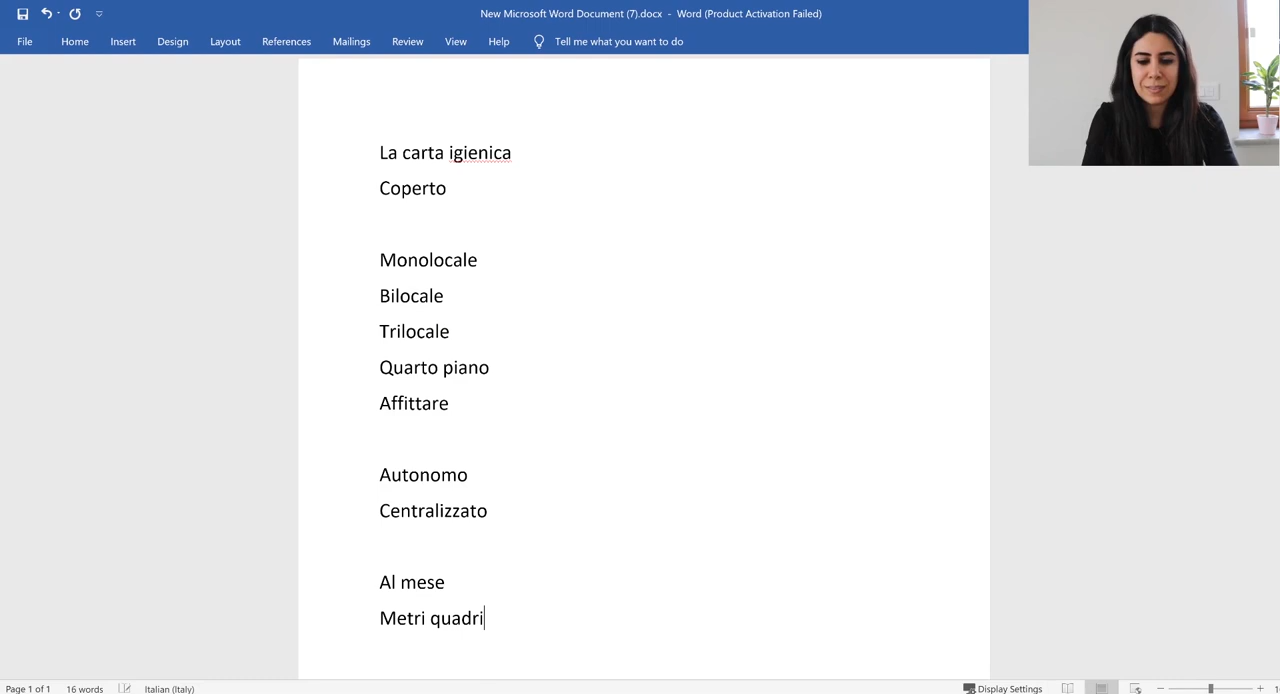 New Microsoft Word Document (7).docx - Word (Product Activation Failed)
File Home Insert Design Layout References Mailings Review View Help Tell me what you want to do
La carta igienica
Coperto
Monolocale
Bilocale
Trilocale
Quarto piano
Affittare
Autonomo
Centralizzato
Al mese
Metri quadri
Page 1 of 1 16 words Italian (Italy) Display Settings